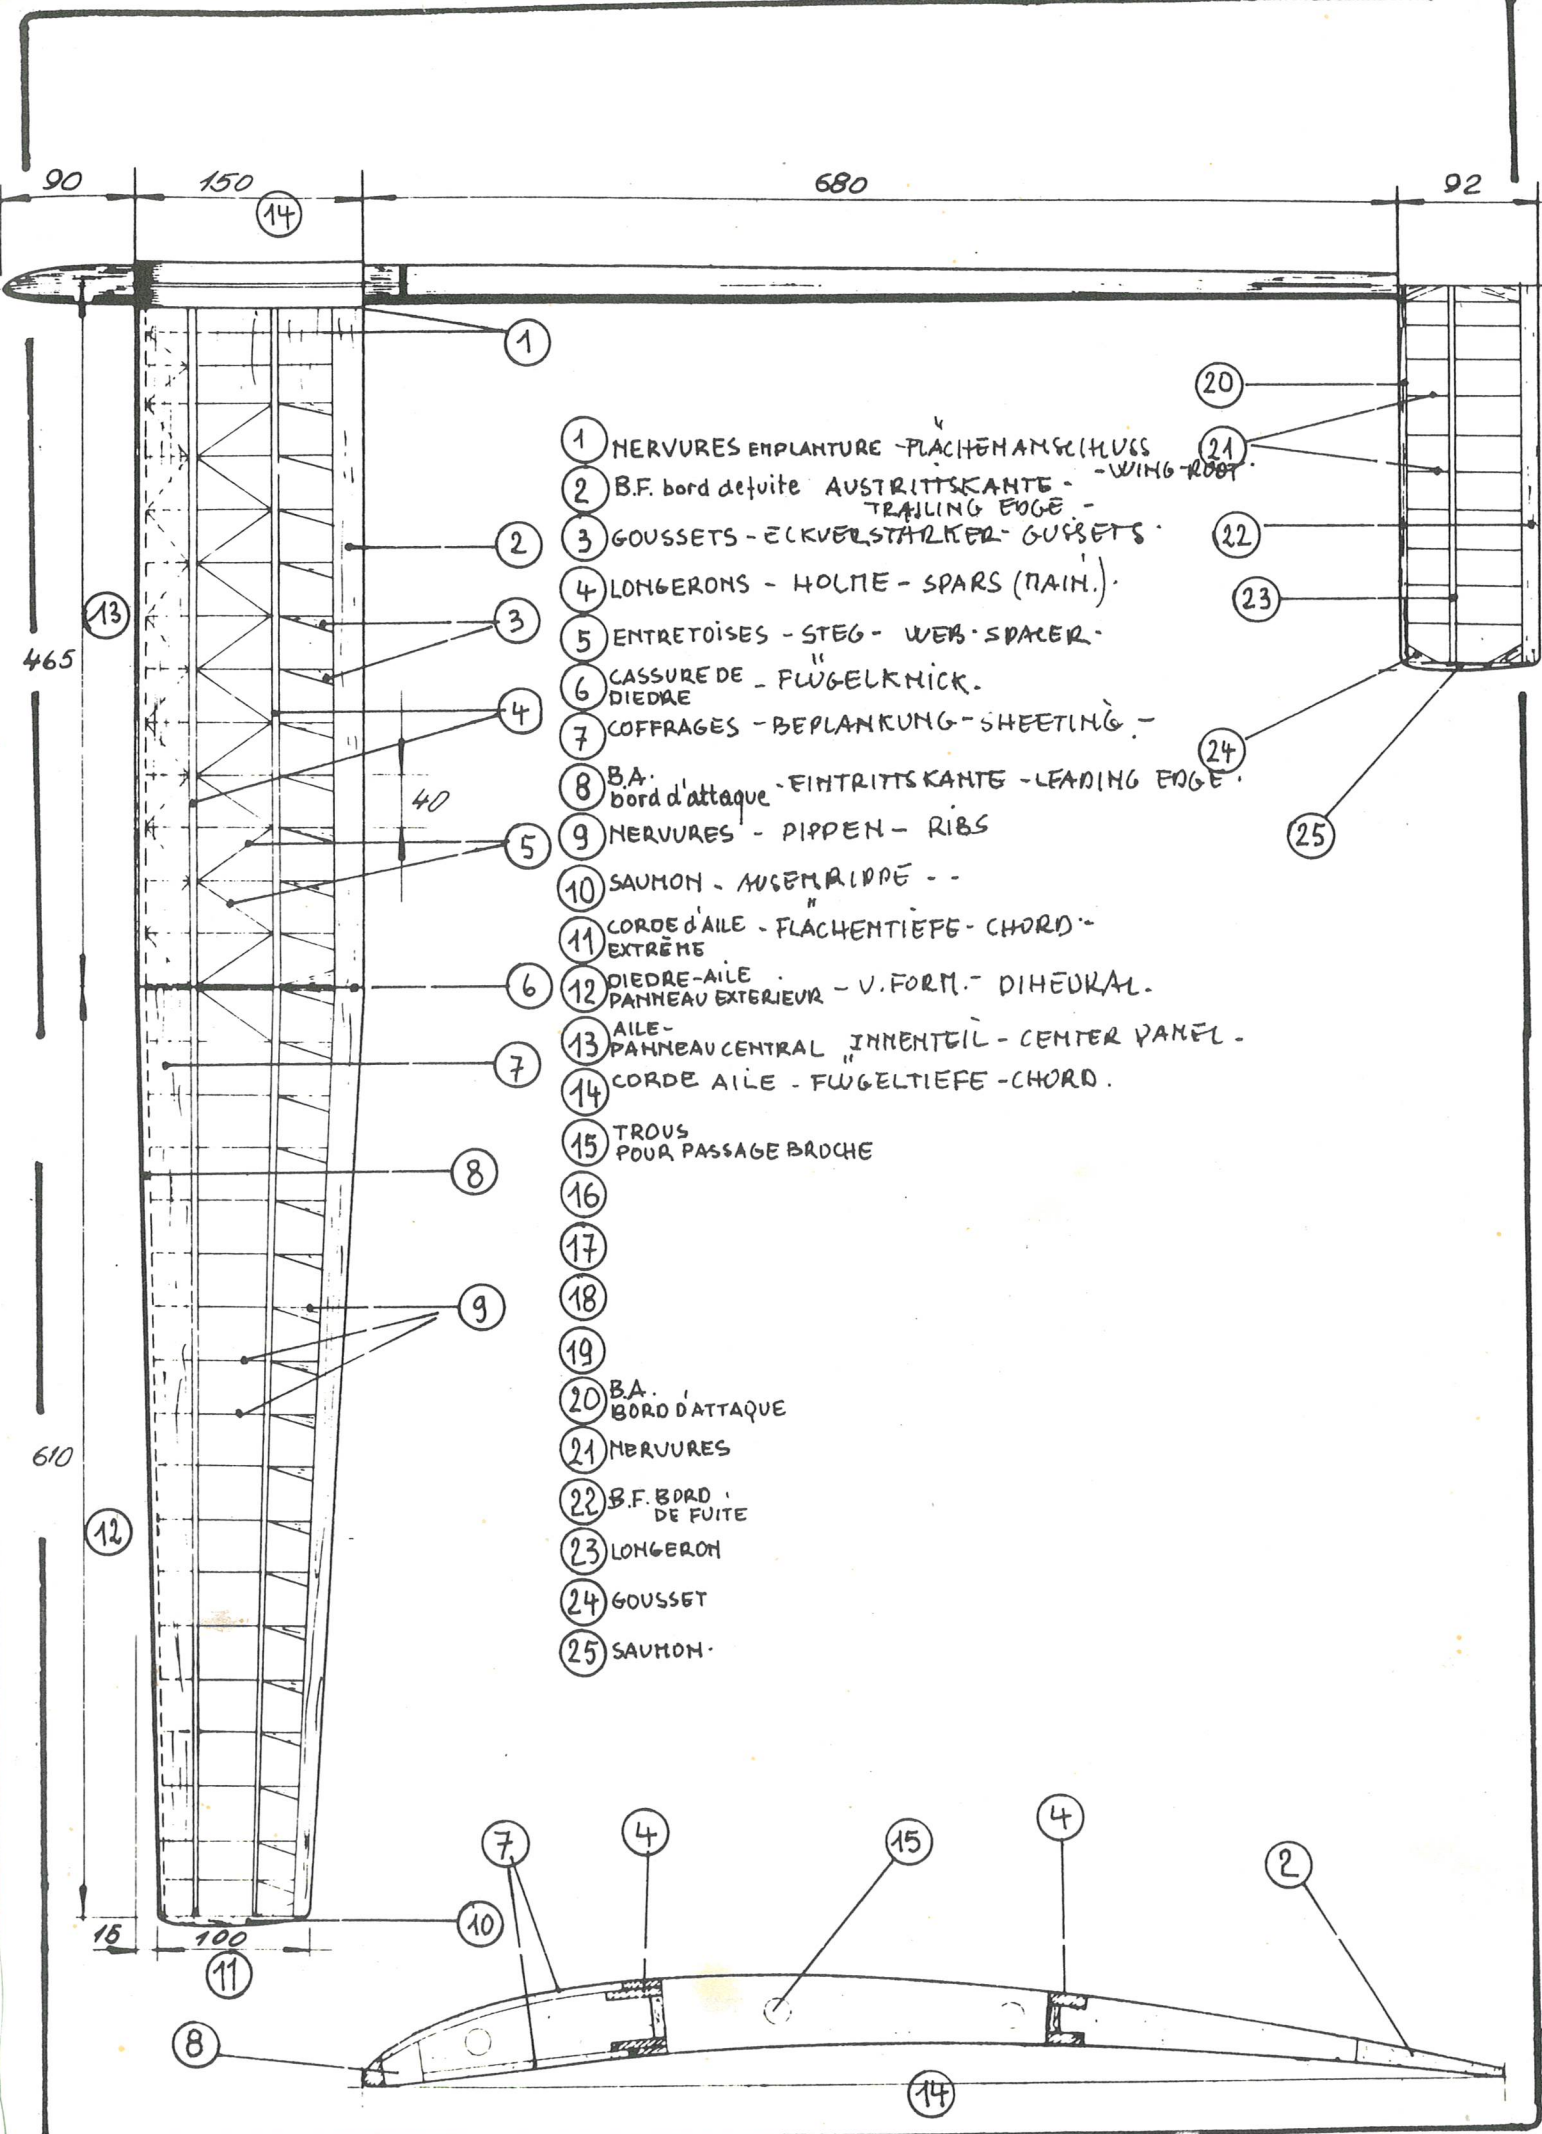 90 150 680 92
14
1
1 NERVURES EMPLANTURE - FLÄCHENANSCHLUSS
- WING-ROOT.
2 B.F. bord de fuite AUSTRITTSKANTE -
TRAILING EDGE -
3 GOUSSETS - ECKVERSTÄRKER - GUSSETS.
4 LONGERONS - HOLME - SPARS (MAIN.).
5 ENTRETOISES - STEG - WEB. SPACER.
6 CASSURE DE DIEDRE - FLÜGELKNICK.
7 COFFRAGES - BEPLANKUNG - SHEETING. -
8 B.A. bord d'attaque - EINTRITTSKANTE - LEADING EDGE.
9 NERVURES - RIPPEN - RIBS
10 SAUMON -
11 CORDE d'AILE EXTRÊME - FLÄCHENTIEFE - CHORD -
12 DIEDRE-AILE PANNEAU EXTERIEUR - V.FORM. - DIHEDRAL.
13 AILE - PANNEAU CENTRAL INNENTEIL - CENTER PANEL.
14 CORDE AILE - FLÜGELTIEFE - CHORD.
15 TROUS
POUR PASSAGE BROCHE
16
17
18
19
20 B.A.
BORD D'ATTAQUE
21 NERVURES
22 B.F. BORD
DE FUITE
23 LONGERON
24 GOUSSET
25 SAUMON.
2
3
4
5
6
7
8
9
10
13
465
40
610
12
15 100
11
20
21
22
23
24
25
7 4 15 4 2
8
14